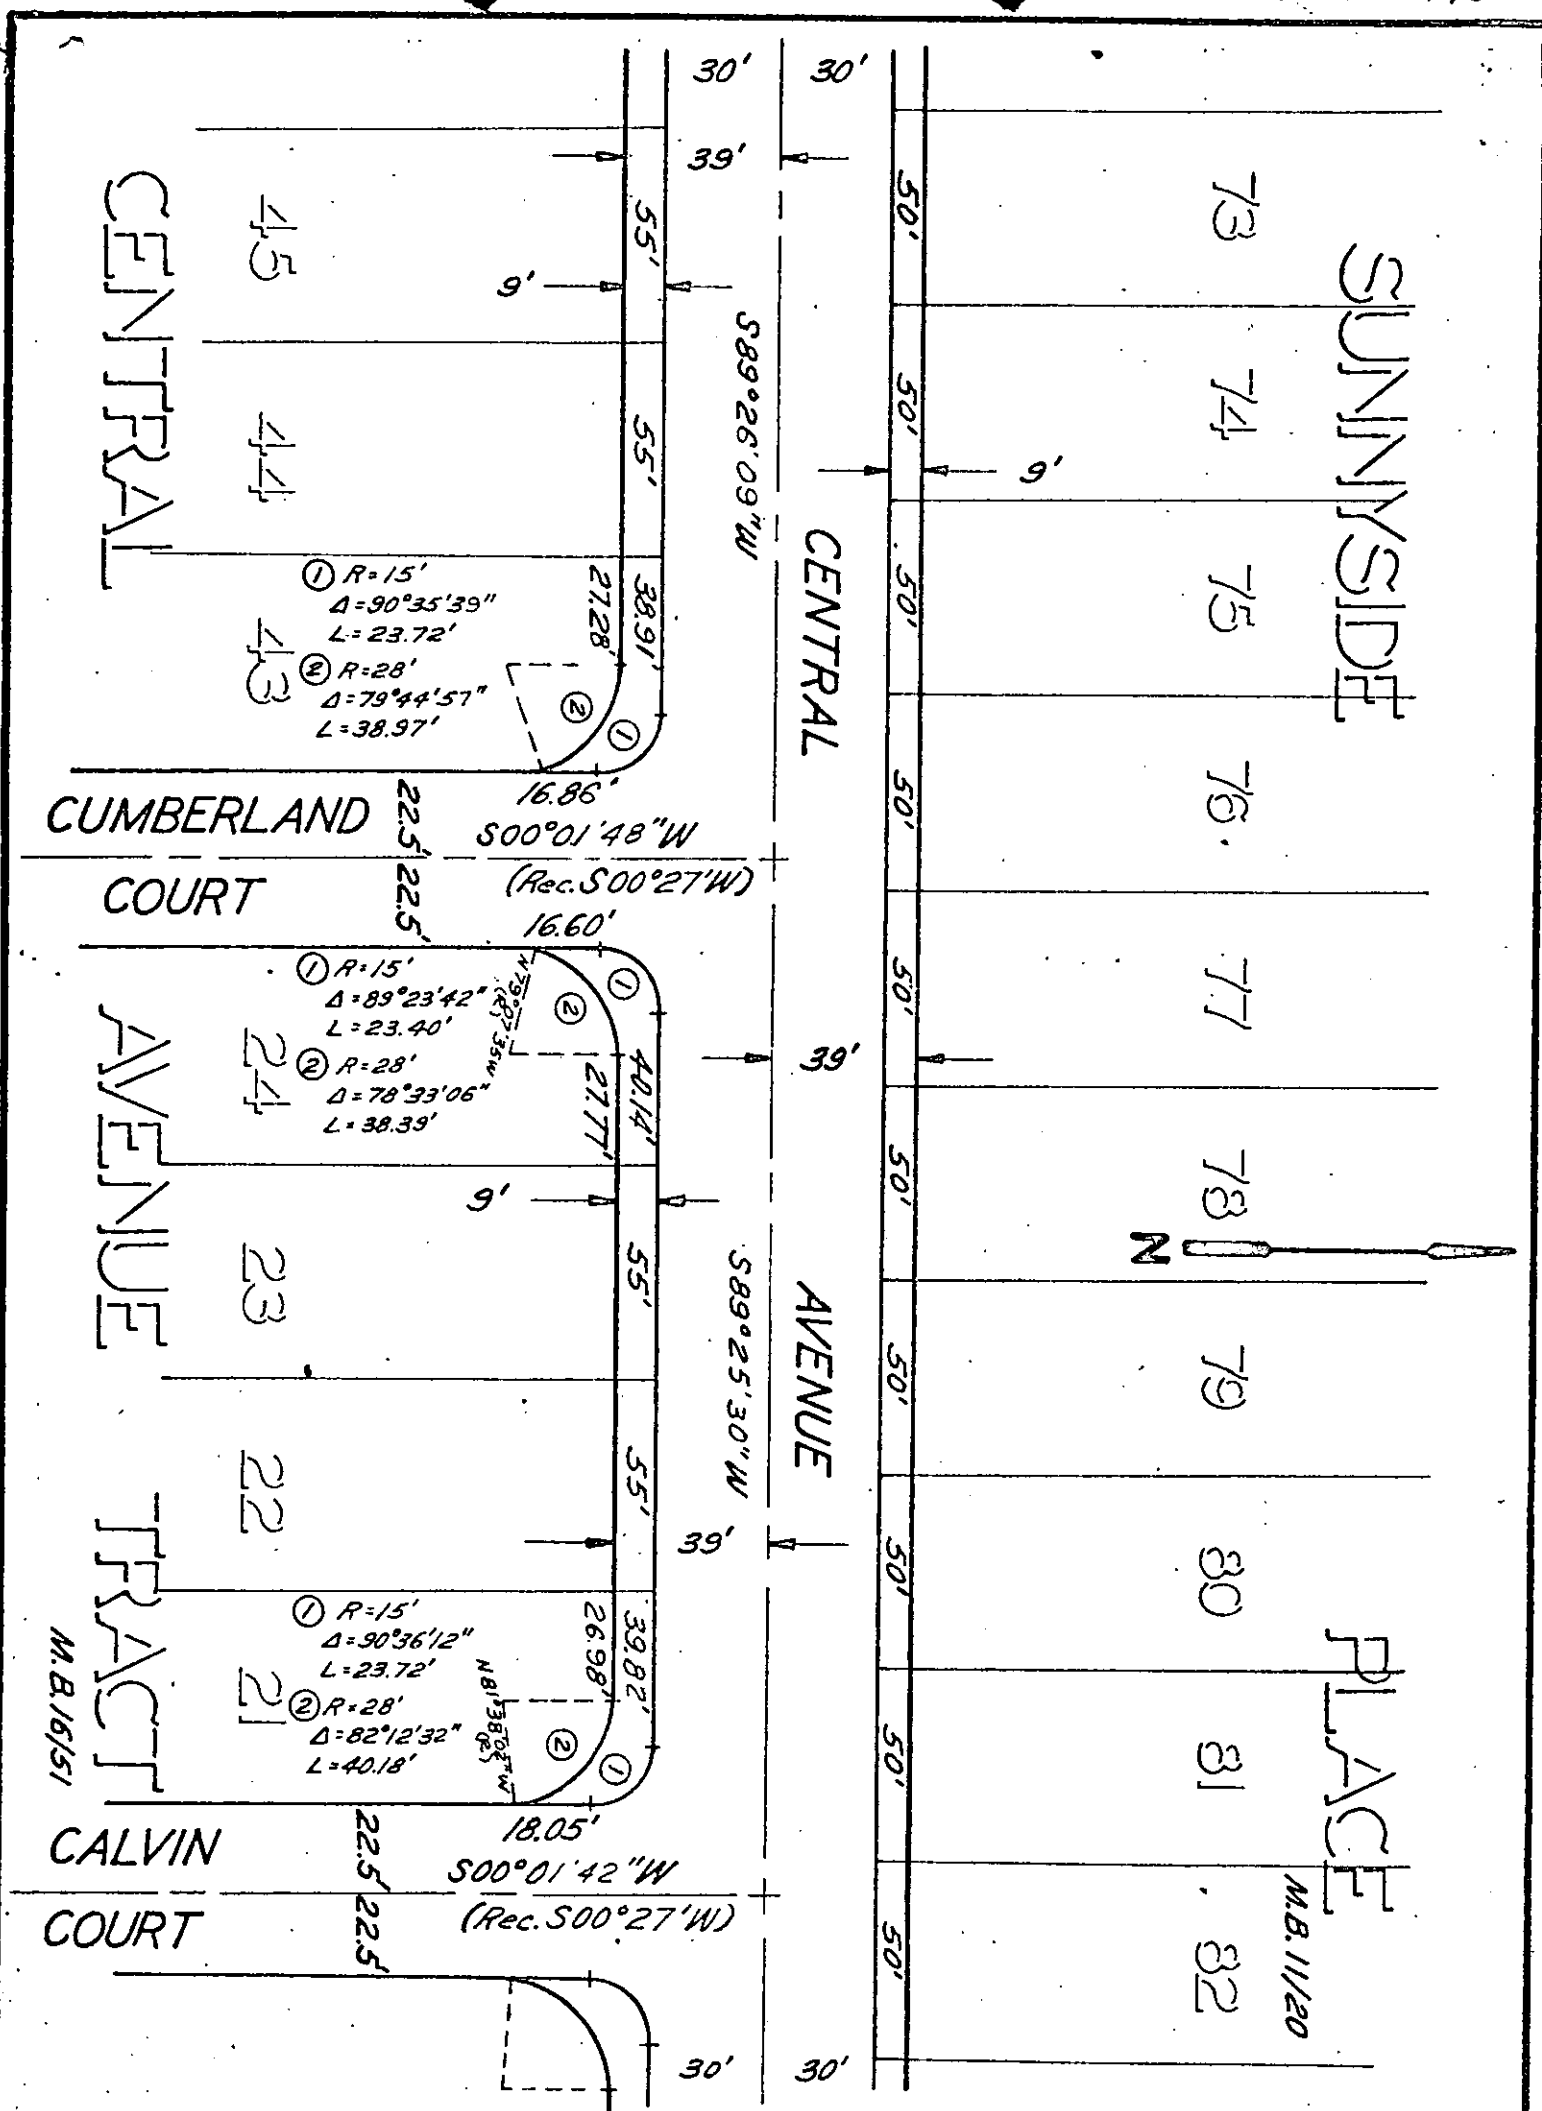 SUNNYSIDE PLACE
M.B. 11/20
73
74
75
76
77
78
79
80
81
82
N
50'
50'
50'
50'
50'
50'
50'
50'
50'
50'
9'
39'
30'
30'
CENTRAL AVENUE
30'
30'
39'
S89°26'09"W
S89°25'30"W
39'
55'
55'
38.91'
27.28'
9'
40.14'
27.77'
55'
55'
39.82'
26.98'
9'
45
44
43
① R=15'
Δ=90°35'39"
L=23.72'
② R=28'
Δ=79°44'57"
L=38.97'
②
①
16.86'
CUMBERLAND
COURT
22.5'
22.5'
S00°01'48"W
(Rec. S00°27'W)
16.60'
24
① R=15'
Δ=89°23'42"
L=23.40'
② R=28'
Δ=78°33'06"
L=38.39'
N79°07'35W
(R)
①
②
23
22
21
① R=15'
Δ=90°36'12"
L=23.72'
② R=28'
Δ=82°12'32"
L=40.18'
(R)
②
①
18.05'
CALVIN
COURT
22.5'
22.5'
S00°01'42"W
(Rec. S00°27'W)
CENTRAL AVENUE TRACT
M.B. 16/51